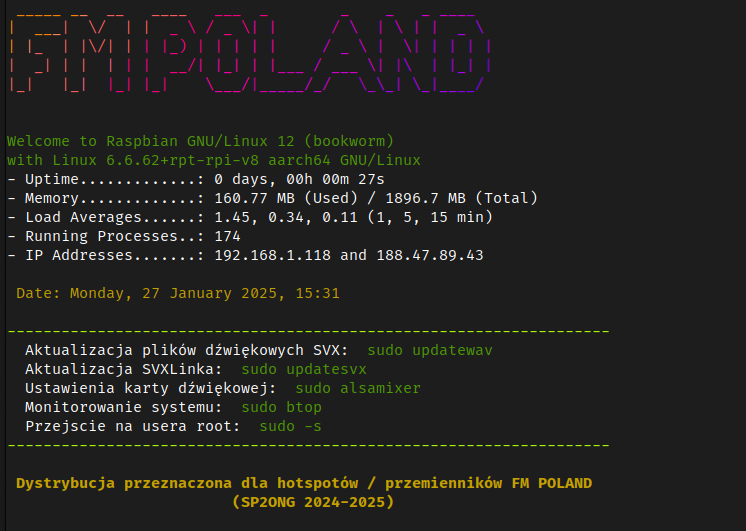 FM POLAND
Welcome to Raspbian GNU/Linux 12 (bookworm)
with Linux 6.6.62+rpt-rpi-v8 aarch64 GNU/Linux
- Uptime.............: 0 days, 00h 00m 27s
- Memory.............: 160.77 MB (Used) / 1896.7 MB (Total)
- Load Averages......: 1.45, 0.34, 0.11 (1, 5, 15 min)
- Running Processes..: 174
- IP Addresses.......: 192.168.1.118 and 188.47.89.43
Date: Monday, 27 January 2025, 15:31
-------------------------------------------------------------------
Aktualizacja plików dźwiękowych SVX:  sudo updatewav
Aktualizacja SVXLinka:  sudo updatesvx
Ustawienia karty dźwiękowej:  sudo alsamixer
Monitorowanie systemu:  sudo btop
Przejscie na usera root:  sudo -s
-------------------------------------------------------------------
Dystrybucja przeznaczona dla hotspotów / przemienników FM POLAND
(SP2ONG 2024-2025)